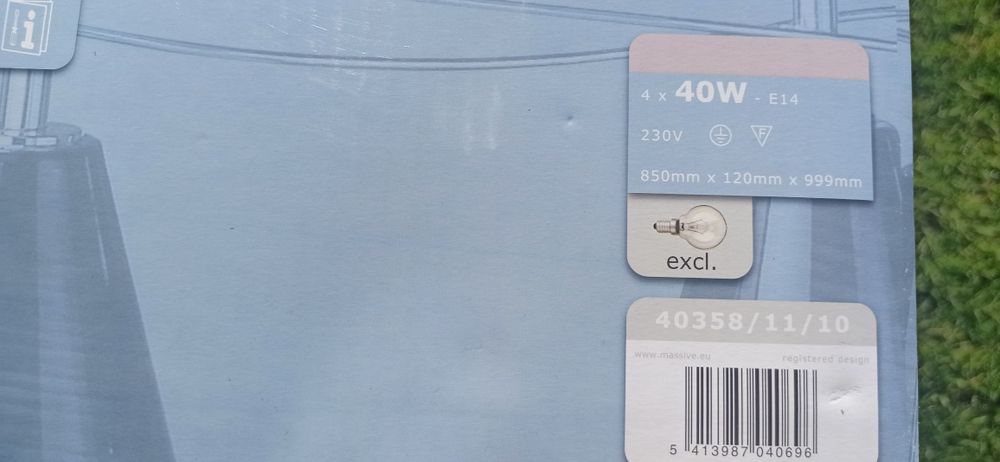 i
4 x 40W - E14
230V F
850mm x 120mm x 999mm
excl.
40358/11/10
www.massive.eu registered design
5 413987 040696